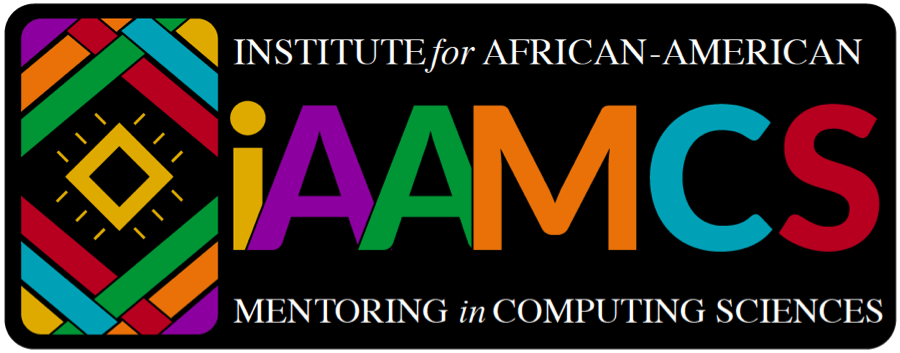 INSTITUTE for AFRICAN-AMERICAN
iAAMCS
MENTORING in COMPUTING SCIENCES